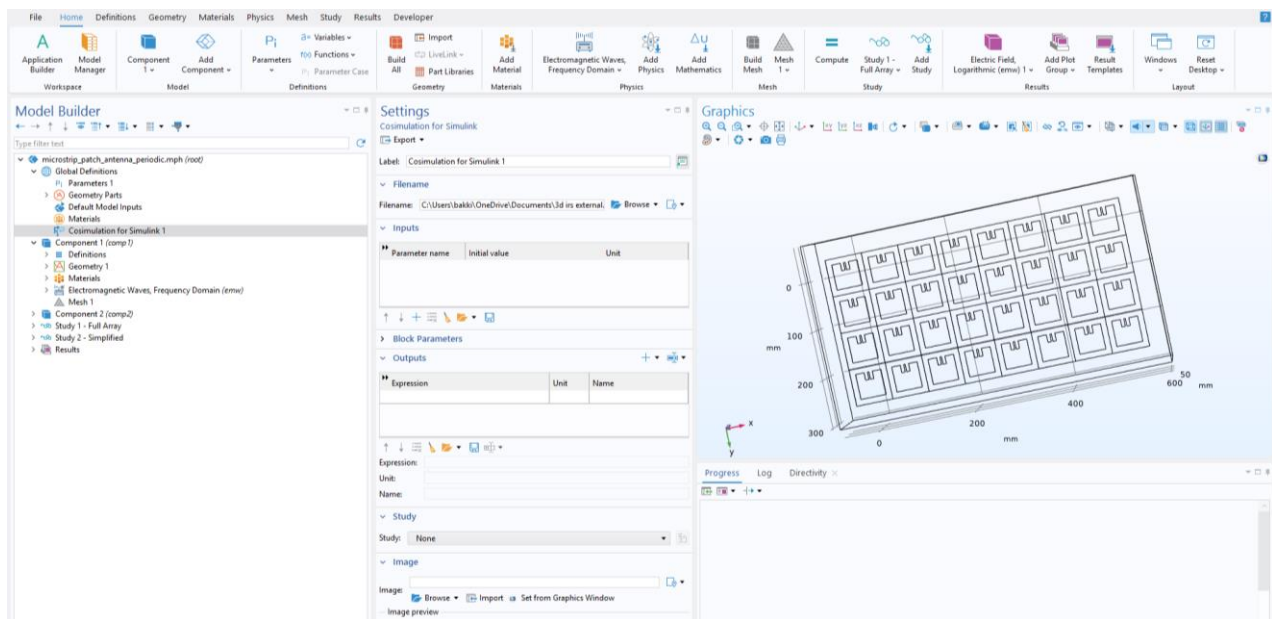 File Home Definitions Geometry Materials Physics Mesh Study Results Developer
Application Builder
Model Manager
Workspace
Component 1
Add Component
Model
Pi Parameters
a= Variables
f(x) Functions
Pi Parameter Case
Definitions
Build All
Import
LiveLink
Part Libraries
Geometry
Add Material
Materials
Electromagnetic Waves, Frequency Domain
Add Physics
Physics
Add Mathematics
Build Mesh
Mesh 1
Mesh
Compute
Study 1 - Full Array
Add Study
Study
Electric Field, Logarithmic (emw) 1
Add Plot Group
Result Templates
Results
Windows
Reset Desktop
Layout
Model Builder
Type filter text
microstrip_patch_antenna_periodic.mph (root)
Global Definitions
Pi Parameters 1
Geometry Parts
Default Model Inputs
Materials
Cosimulation for Simulink 1
Component 1 (comp1)
Definitions
Geometry 1
Materials
Electromagnetic Waves, Frequency Domain (emw)
Mesh 1
Component 2 (comp2)
Study 1 - Full Array
Study 2 - Simplified
Results
Settings
Cosimulation for Simulink
Export
Label: Cosimulation for Simulink 1
Filename
Filename: C:\Users\bakki\OneDrive\Documents\3d irs external. Browse
Inputs
Parameter name Initial value Unit
Block Parameters
Outputs
Expression Unit Name
Expression:
Unit:
Name:
Study
Study: None
Image
Image:
Browse Import Set from Graphics Window
Image preview
Graphics
0
100
mm
200
300
0
200
mm
400
600
50
mm
x
y
Progress Log Directivity